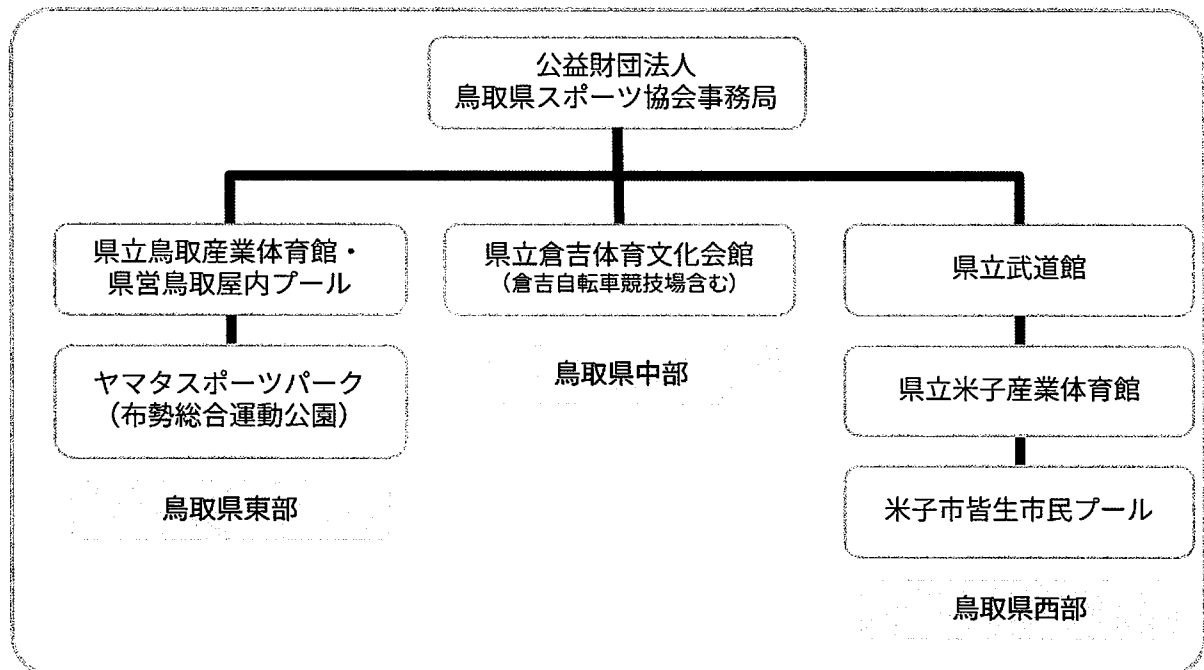 公益財団法人
鳥取県スポーツ協会事務局
県立鳥取産業体育館・
県営鳥取屋内プール
ヤマタスポーツパーク
（布勢総合運動公園）
鳥取県東部
県立倉吉体育文化会館
（倉吉自転車競技場含む）
鳥取県中部
県立武道館
県立米子産業体育館
米子市皆生市民プール
鳥取県西部